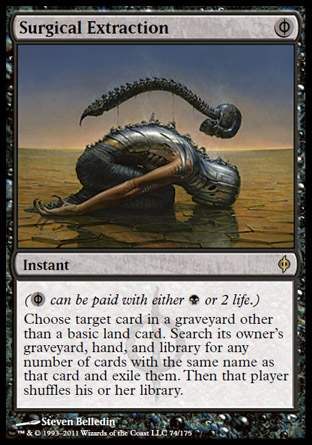 Surgical Extraction
Instant
( can be paid with either or 2 life.)
Choose target card in a graveyard other
than a basic land card. Search its owner's
graveyard, hand, and library for any
number of cards with the same name as
that card and exile them. Then that player
shuffles his or her library.
Steven Belledin
™ & © 1993–2011 Wizards of the Coast LLC 74/175